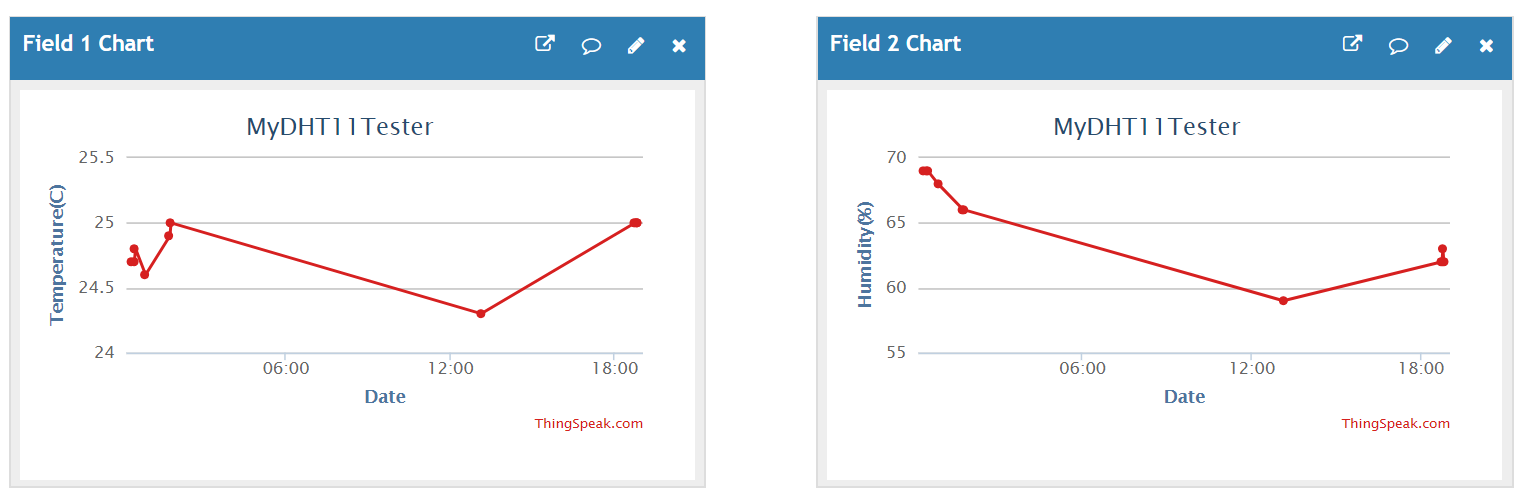 Field 1 Chart
MyDHT11Tester
25.5
25
24.5
24
Temperature(C)
06:00 12:00 18:00
Date
ThingSpeak.com
Field 2 Chart
MyDHT11Tester
70
65
60
55
Humidity(%)
06:00 12:00 18:00
Date
ThingSpeak.com